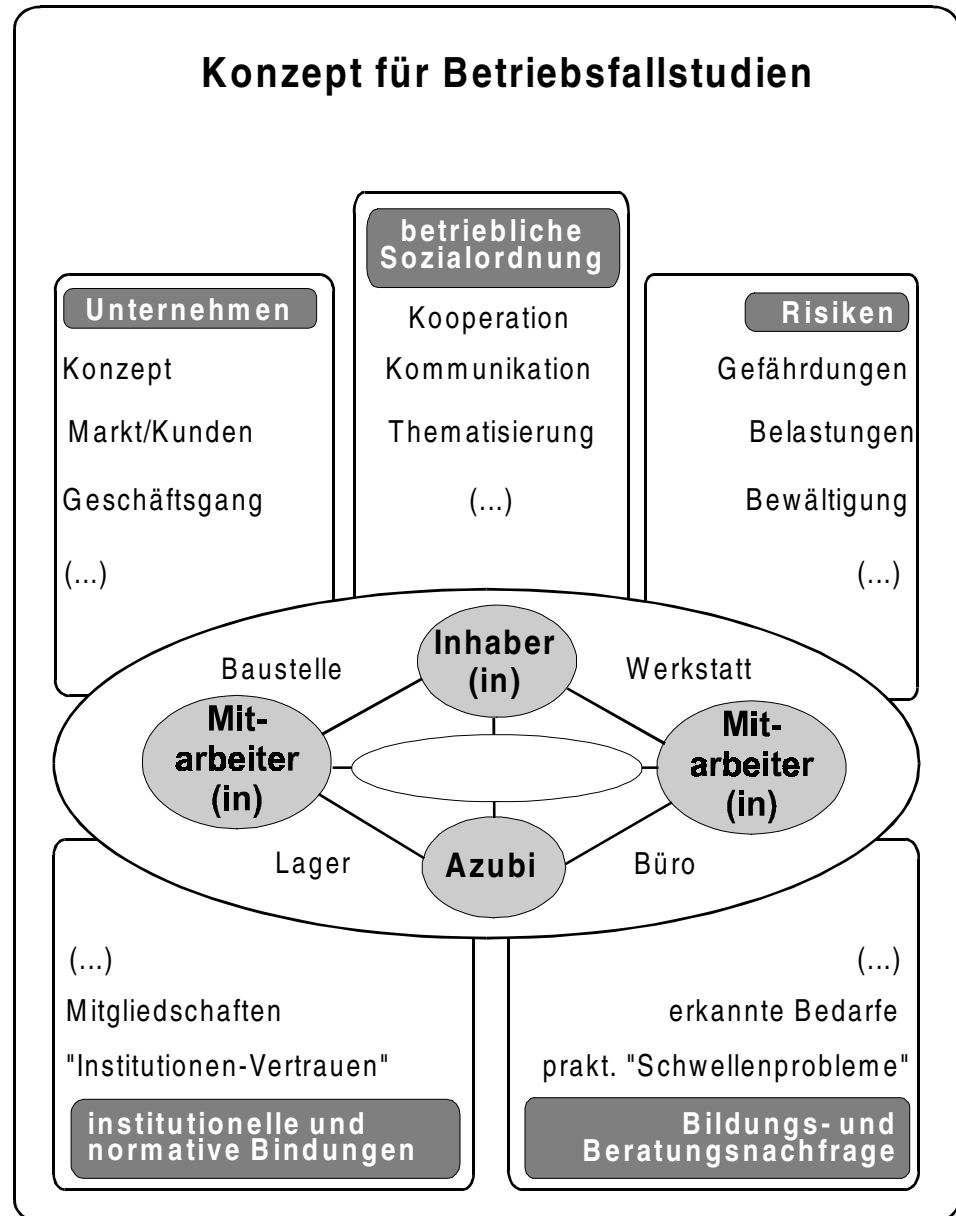 Konzept für Betriebsfallstudien
betriebliche
Sozialordnung
Kooperation
Kommunikation
Thematisierung
(...)
Unternehmen
Konzept
Markt/Kunden
Geschäftsgang
(...)
Risiken
Gefährdungen
Belastungen
Bewältigung
(...)
Baustelle
Inhaber
(in)
Werkstatt
Mit-
arbeiter
(in)
Mit-
arbeiter
(in)
Lager
Azubi
Büro
(...)
Mitgliedschaften
"Institutionen-Vertrauen"
institutionelle und
normative Bindungen
(...)
erkannte Bedarfe
prakt. "Schwellenprobleme"
Bildungs- und
Beratungsnachfrage